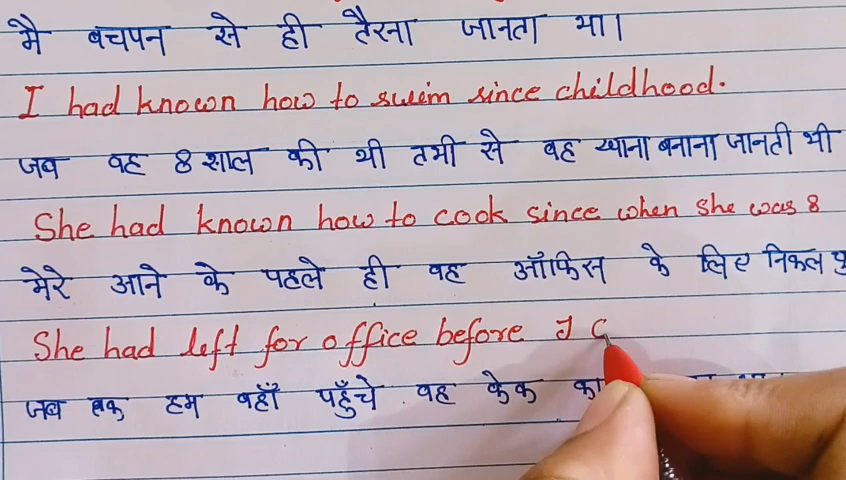 मै बचपन से ही तैरना जानता था।
I had known how to swim since childhood.
जब वह 8 साल की थी तभी से वह खाना बनाना जानती थी
She had known how to cook since when she was 8
मेरे आने के पहले ही वह ऑफिस के लिए निकल
She had left for office before I c
जब तक हम वहाँ पहुँचे वह केक का